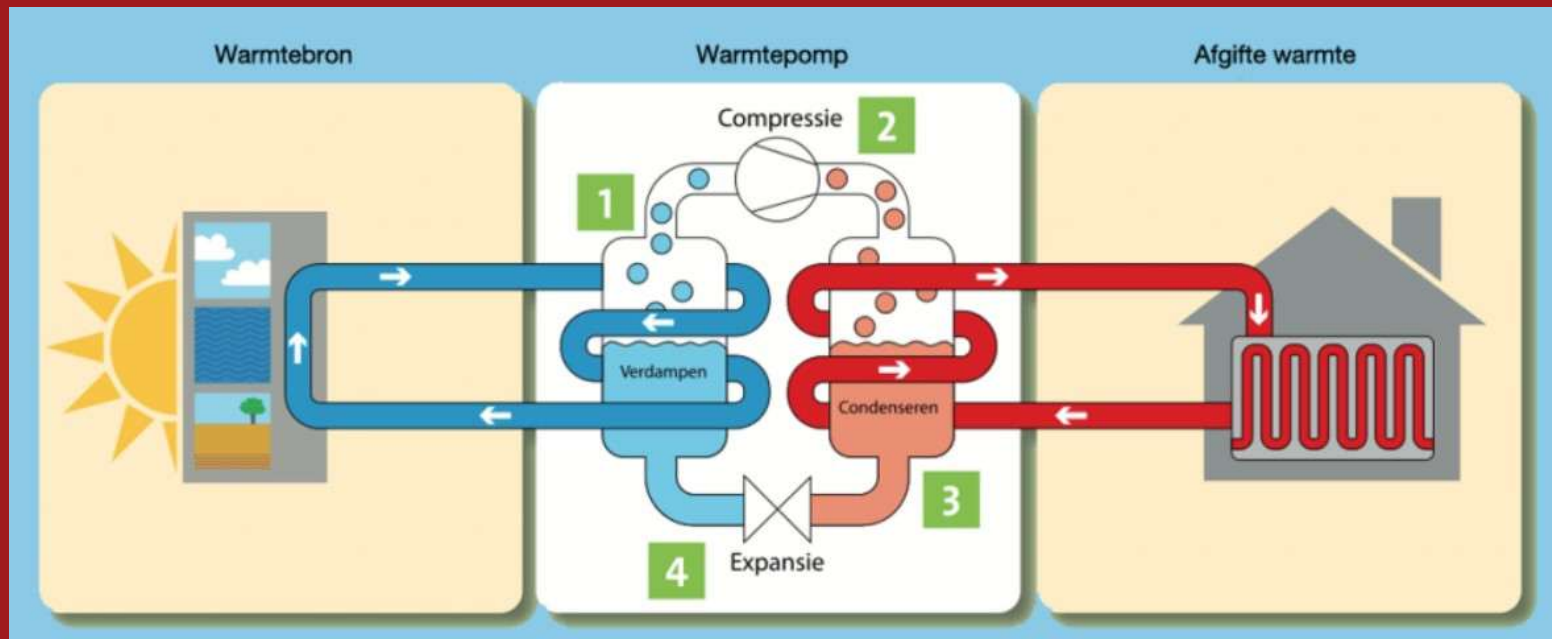 Warmtebron
Warmtepomp
Afgifte warmte
Compressie
2
1
Verdampen
Condenseren
3
4
Expansie